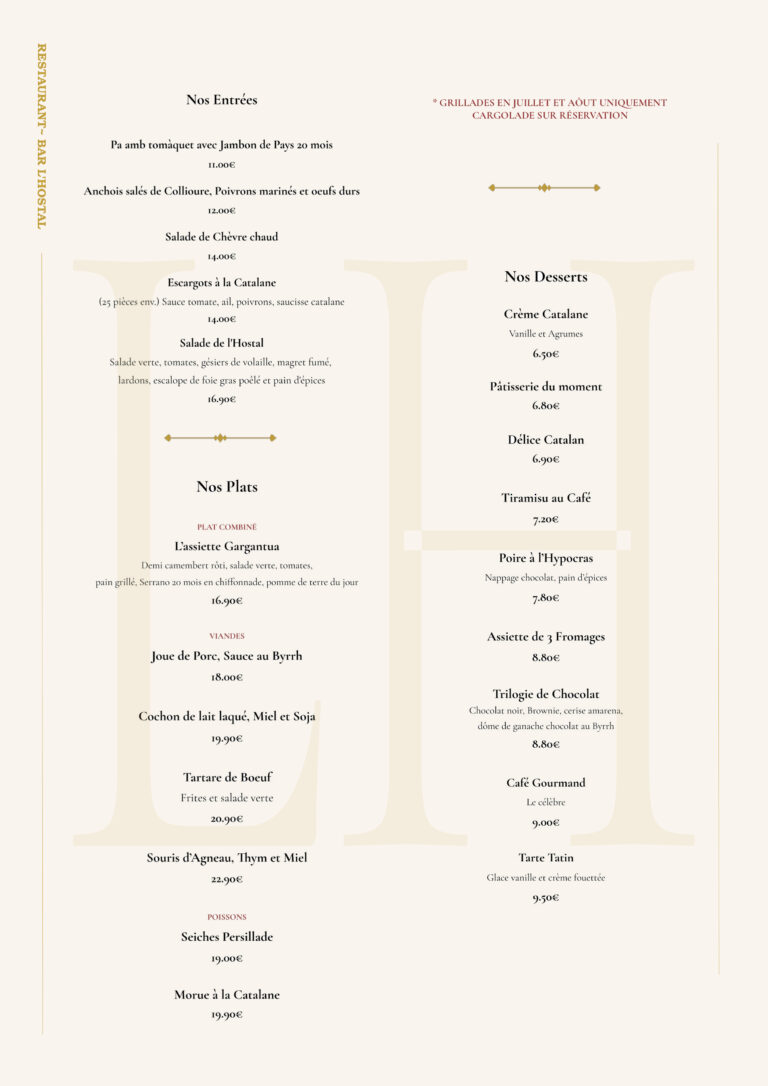 RESTAURANT~ BAR L'HOSTAL
Nos Entrées
Pa amb tomàquet avec Jambon de Pays 20 mois
11.00€
Anchois salés de Collioure, Poivrons marinés et oeufs durs
12.00€
Salade de Chèvre chaud
14.00€
Escargots à la Catalane
(25 pièces env.) Sauce tomate, ail, poivrons, saucisse catalane
14.00€
Salade de l'Hostal
Salade verte, tomates, gésiers de volaille, magret fumé,
lardons, escalope de foie gras poêlé et pain d'épices
16.90€
Nos Plats
PLAT COMBINÉ
L'assiette Gargantua
Demi camembert rôti, salade verte, tomates,
pain grillé, Serrano 20 mois en chiffonnade, pomme de terre du jour
16.90€
VIANDES
Joue de Porc, Sauce au Byrrh
18.00€
Cochon de lait laqué, Miel et Soja
19.90€
Tartare de Boeuf
Frites et salade verte
20.90€
Souris d'Agneau, Thym et Miel
22.90€
POISSONS
Seiches Persillade
19.00€
Morue à la Catalane
19.90€
* GRILLADES EN JUILLET ET AÒUT UNIQUEMENT
CARGOLADE SUR RÉSERVATION
Nos Desserts
Crème Catalane
Vanille et Agrumes
6.50€
Pâtisserie du moment
6.80€
Délice Catalan
6.90€
Tiramisu au Café
7.20€
Poire à l'Hypocras
Nappage chocolat, pain d'épices
7.80€
Assiette de 3 Fromages
8.80€
Trilogie de Chocolat
Chocolat noir, Brownie, cerise amarena,
dôme de ganache chocolat au Byrrh
8.80€
Café Gourmand
Le célèbre
9.00€
Tarte Tatin
Glace vanille et crème fouettée
9.50€
LH